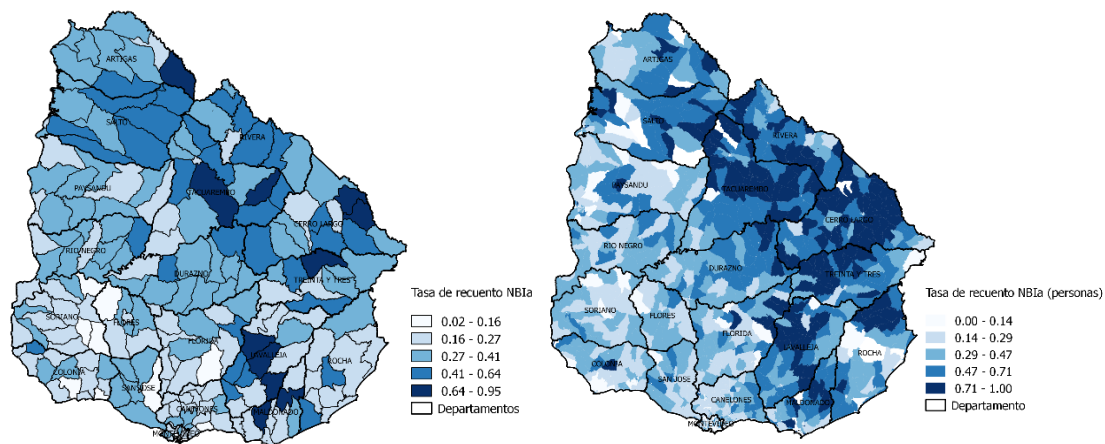 ARTIGAS
SALTO
RIVERA
PAYSANDU
TACUAREMBO
CERRO LARGO
RIO NEGRO
DURAZNO
TREINTA Y TRES
SORIANO
FLORES
FLORIDA
LAVALLEJA
ROCHA
COLONIA
SAN JOSE
CANELONES
MALDONADO
MONTEVIDEO
Tasa de recuento NBIa
0.02 - 0.16
0.16 - 0.27
0.27 - 0.41
0.41 - 0.64
0.64 - 0.95
Departamentos
ARTIGAS
SALTO
RIVERA
PAYSANDU
TACUAREMBO
CERRO LARGO
RIO NEGRO
DURAZNO
TREINTA Y TRES
SORIANO
FLORES
FLORIDA
LAVALLEJA
ROCHA
COLONIA
SAN JOSE
CANELONES
MALDONADO
MONTEVIDEO
Tasa de recuento NBIa (personas)
0.00 - 0.14
0.14 - 0.29
0.29 - 0.47
0.47 - 0.71
0.71 - 1.00
Departamento